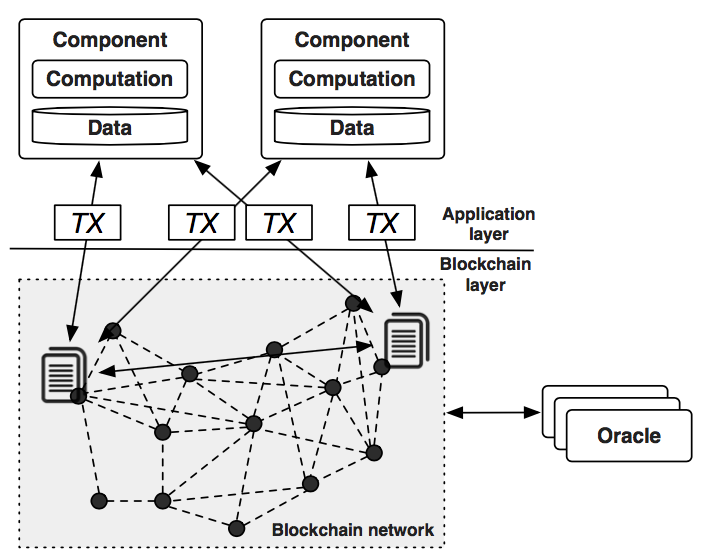 Component
Computation
Data
Component
Computation
Data
TX
TX
TX
TX
Application
layer
Blockchain
layer
Oracle
Blockchain network